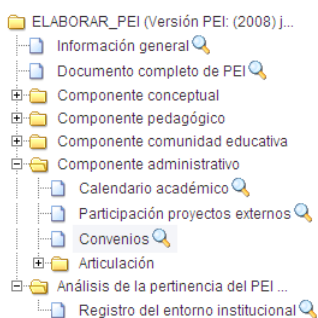 ELABORAR_PEI (Versión PEI: (2008) j...
Información general
Documento completo de PEI
Componente conceptual
Componente pedagógico
Componente comunidad educativa
Componente administrativo
Calendario académico
Participación proyectos externos
Convenios
Articulación
Análisis de la pertinencia del PEI ...
Registro del entorno institucional